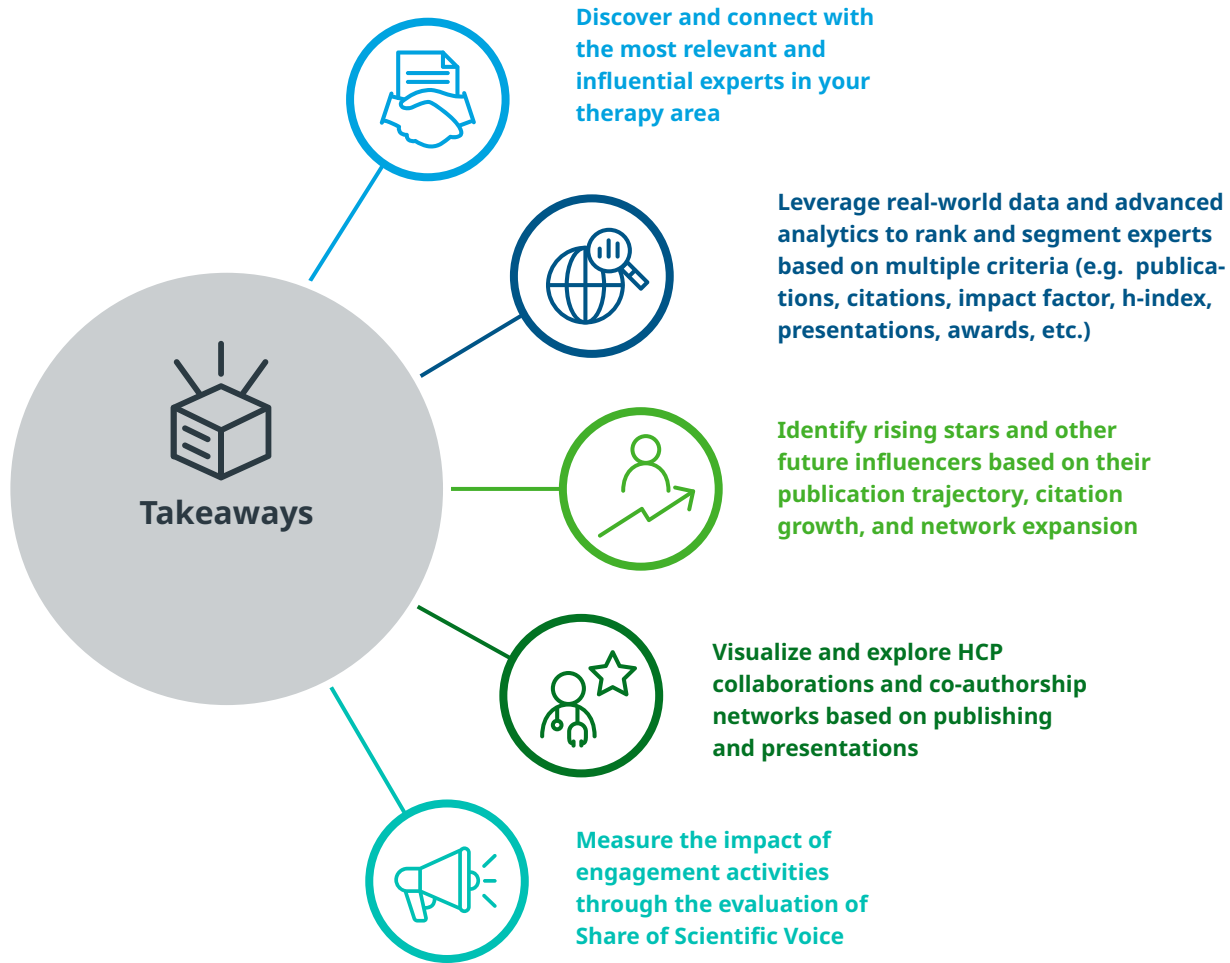 Discover and connect with
the most relevant and
influential experts in your
therapy area
Leverage real-world data and advanced
analytics to rank and segment experts
based on multiple criteria (e.g.  publica-
tions, citations, impact factor, h-index,
presentations, awards, etc.)
Takeaways
Identify rising stars and other
future influencers based on their
publication trajectory, citation
growth, and network expansion
Visualize and explore HCP
collaborations and co-authorship
networks based on publishing
and presentations
Measure the impact of
engagement activities
through the evaluation of
Share of Scientific Voice